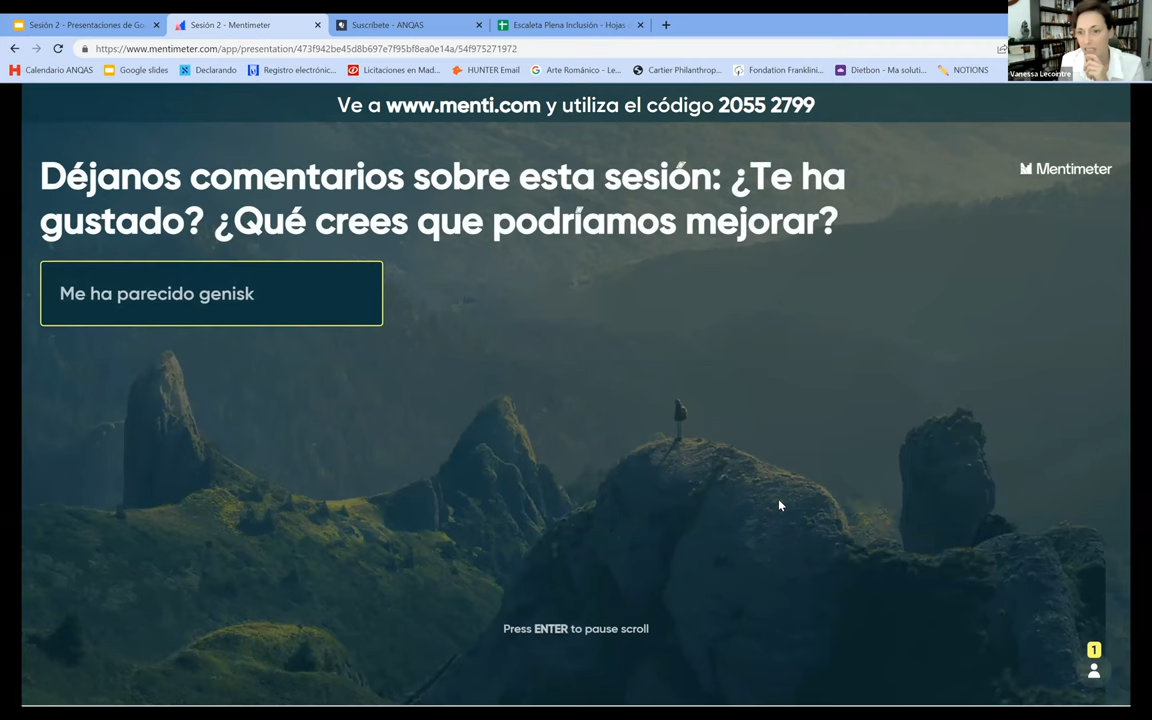 Sesión 2 - Presentaciones de Go
Sesión 2 - Mentimeter
Suscríbete - ANQAS
Escaleta Plena Inclusión - Hojas
https://www.mentimeter.com/app/presentation/473f942be45d8b697e7f95bf8ea0e14a/54f975271972
Calendario ANQAS
Google slides
Declarando
Registro electrónic...
Licitaciones en Mad...
HUNTER Email
Arte Románico - Le...
Cartier Philanthrop...
Fondation Franklini...
Dietbon - Ma soluti...
NOTIONS
Vanessa Lecointre
Ve a www.menti.com y utiliza el código 2055 2799
Mentimeter
Déjanos comentarios sobre esta sesión: ¿Te ha
gustado? ¿Qué crees que podríamos mejorar?
Me ha parecido genisk
Press ENTER to pause scroll
1